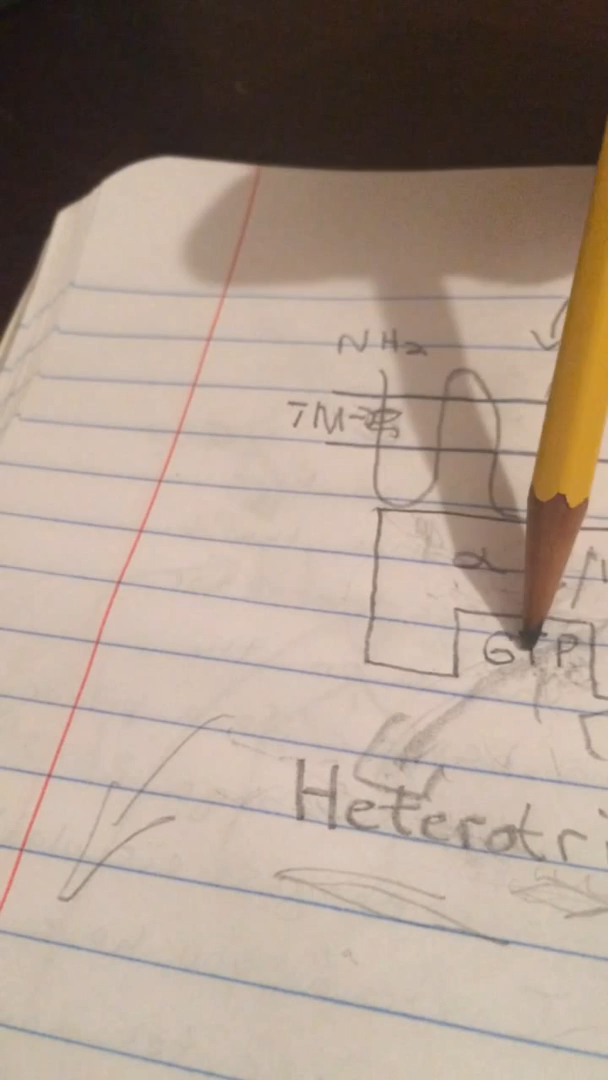 NH2
TM
α
GTP
Heterotri